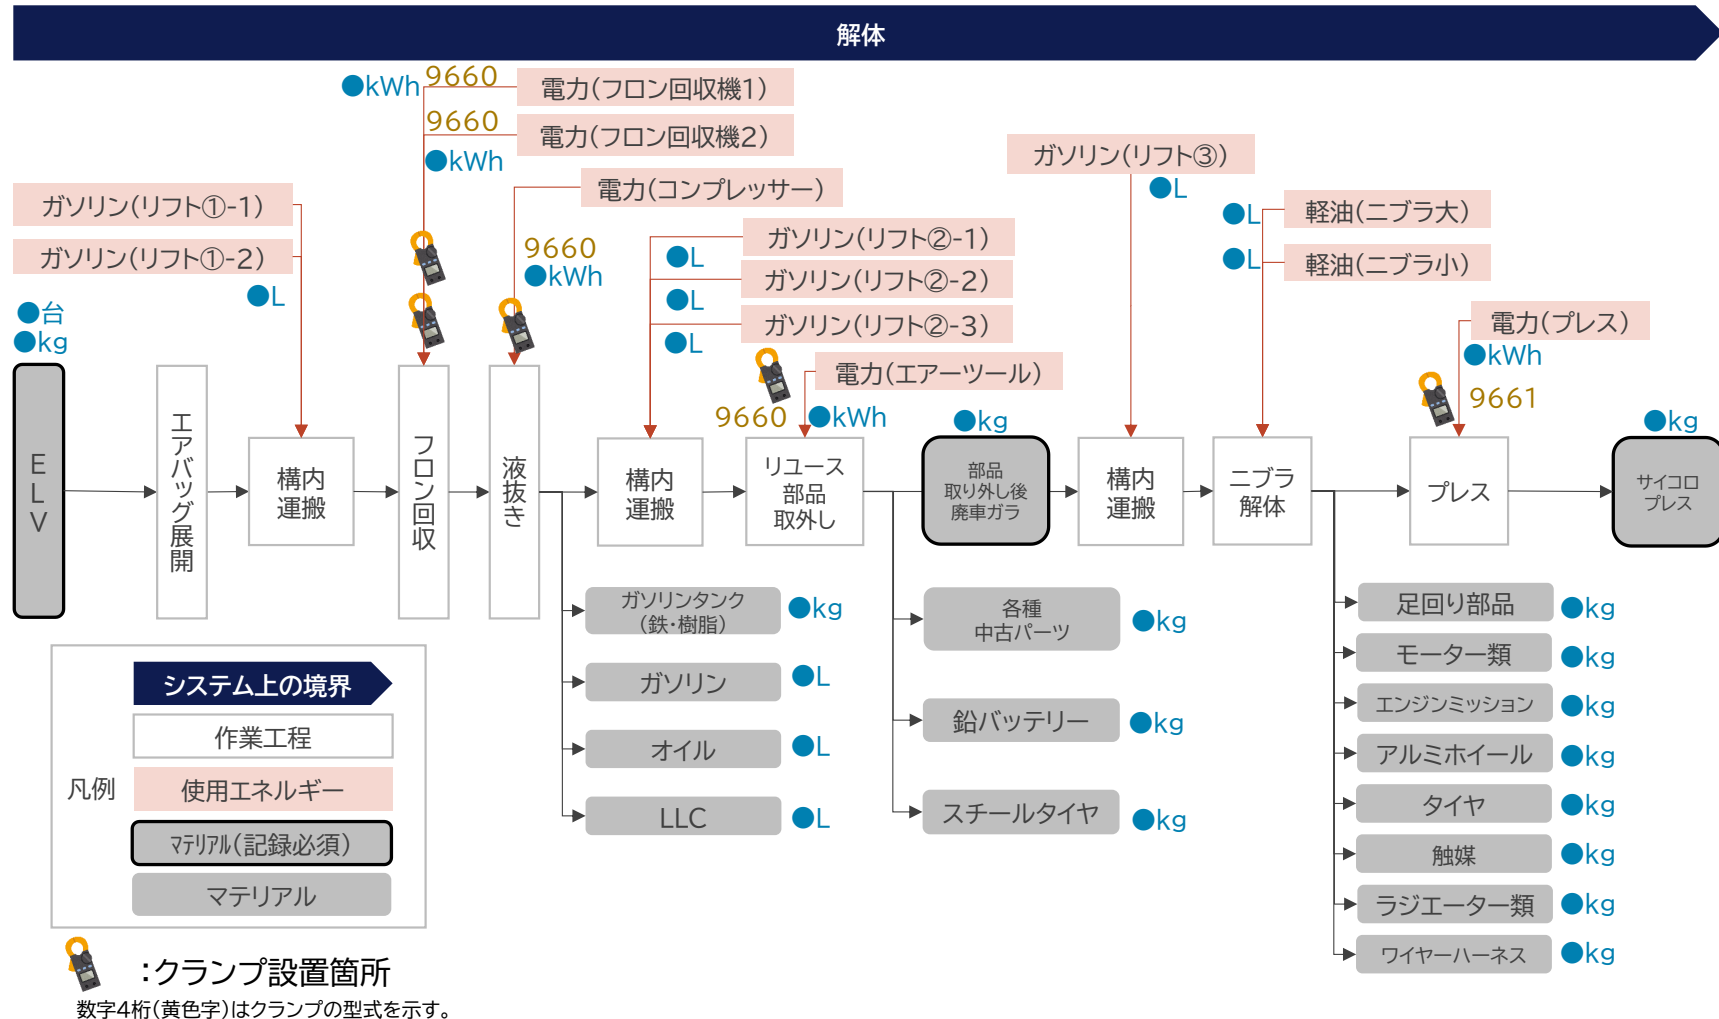 解体
●kWh
9660
電力(フロン回収機1)
9660
電力(フロン回収機2)
●kWh
電力(コンプレッサー)
9660
●kWh
ガソリン(リフト①-1)
ガソリン(リフト①-2)
●L
●台
●kg
ガソリン(リフト②-1)
●L
ガソリン(リフト②-2)
●L
ガソリン(リフト②-3)
●L
電力(エアーツール)
9660
●kWh
ガソリン(リフト③)
●L
軽油(ニブラ大)
●L
軽油(ニブラ小)
●L
電力(プレス)
●kWh
9661
●kg
●kg
ELV
エアバッグ展開
構内
運搬
フロン回収
液抜き
構内
運搬
リユース
部品
取外し
部品
取り外し後
廃車ガラ
構内
運搬
ニブラ
解体
プレス
サイコロ
プレス
ガソリンタンク
(鉄・樹脂)
●kg
ガソリン
●L
オイル
●L
LLC
●L
各種
中古パーツ
●kg
鉛バッテリー
●kg
スチールタイヤ
●kg
足回り部品
●kg
モーター類
●kg
エンジンミッション
●kg
アルミホイール
●kg
タイヤ
●kg
触媒
●kg
ラジエーター類
●kg
ワイヤーハーネス
●kg
凡例
システム上の境界
作業工程
使用エネルギー
マテリアル(記録必須)
マテリアル
:クランプ設置箇所
数字4桁(黄色字)はクランプの型式を示す。